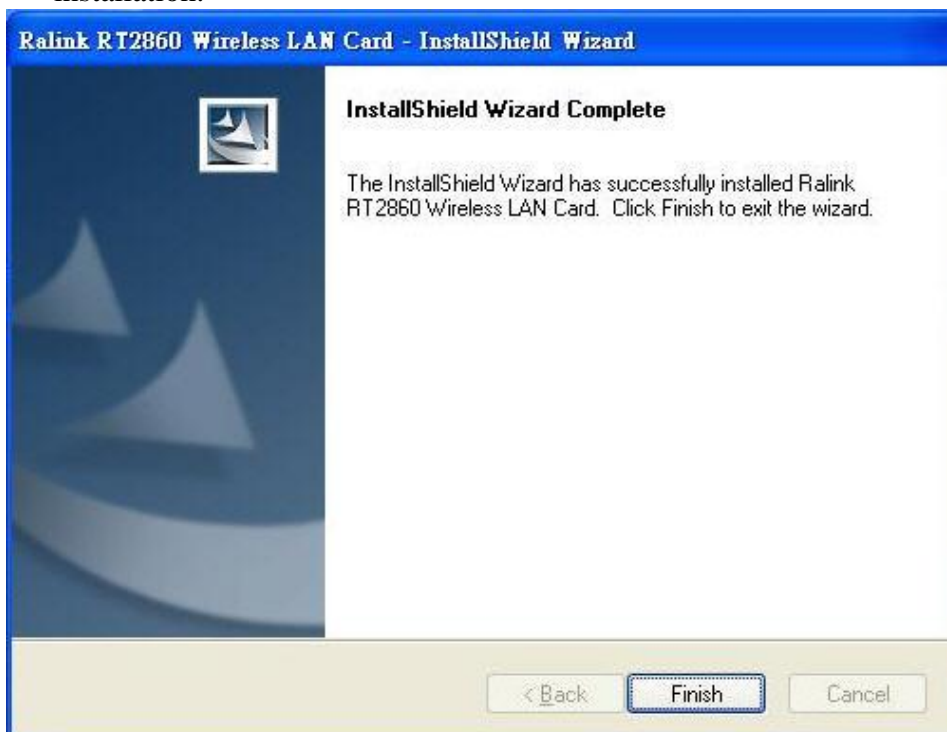 installation.
Ralink RT2860 Wireless LAN Card - InstallShield Wizard
InstallShield Wizard Complete
The InstallShield Wizard has successfully installed Ralink
RT2860 Wireless LAN Card. Click Finish to exit the wizard.
< Back Finish Cancel